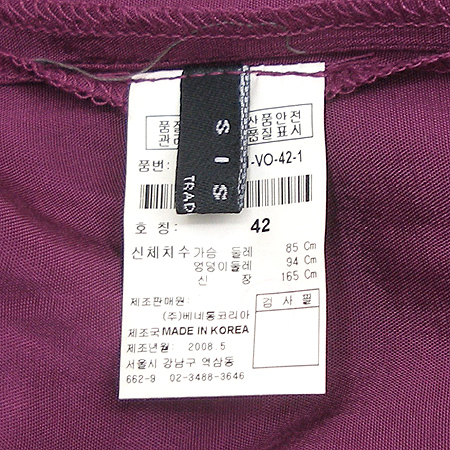 품질 산품안전
관리 품질표시
품번: -VO-42-1
SIS
TRAD
호 칭: 42
신체치수 가슴 둘레 85 Cm
엉덩이둘레 94 Cm
신 장 165 Cm
제조판매원:
(주)베네통코리아
검 사 필
제조국 MADE IN KOREA
제조년월: 2008.5
서울시 강남구 역삼동
662-9 02-3488-3646